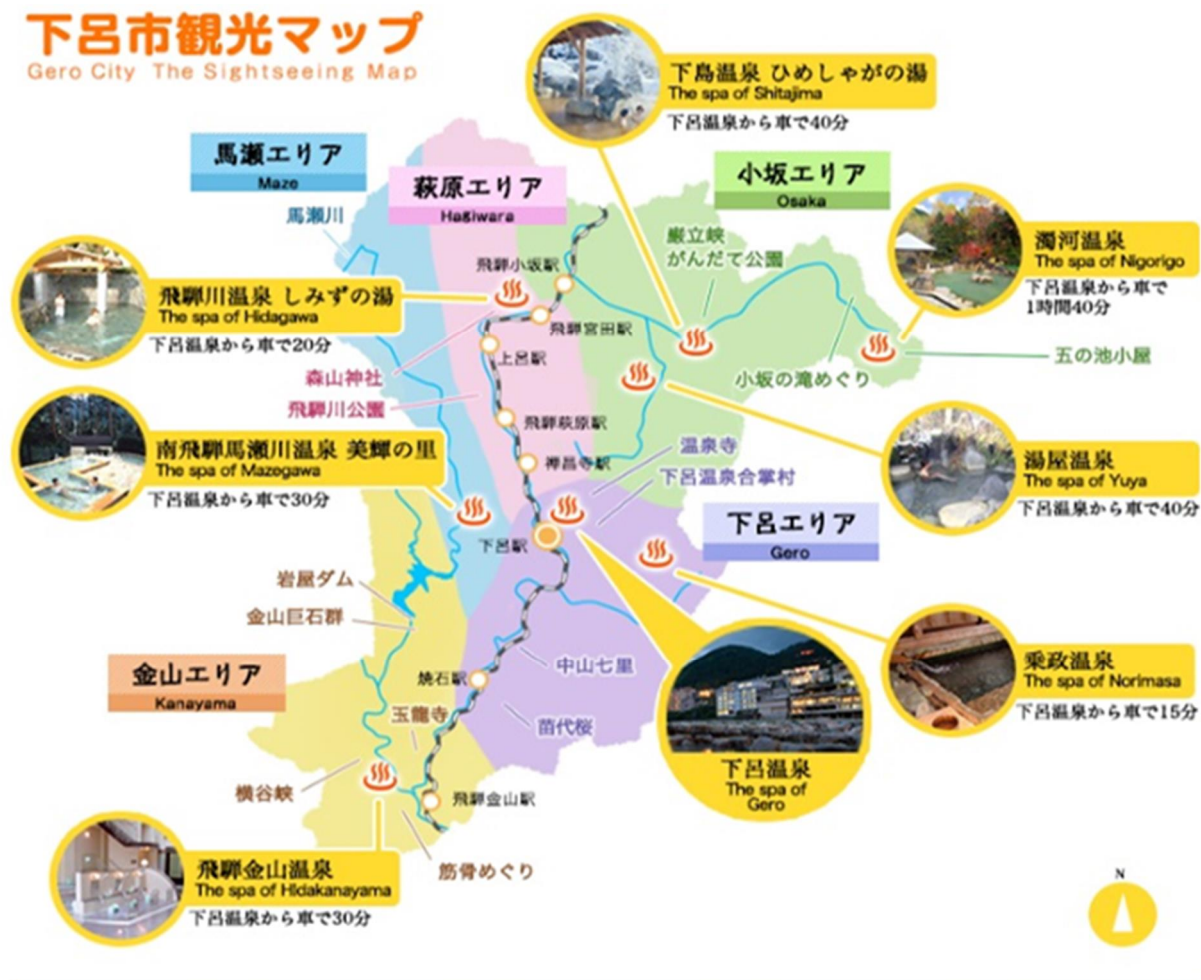 下呂市観光マップ
Gero City The Sightseeing Map
下島温泉 ひめしゃがの湯
The spa of Shitajima
下呂温泉から車で40分
馬瀬エリア
Maze
萩原エリア
Hagiwara
小坂エリア
Osaka
馬瀬川
巌立峡
がんだて公園
濁河温泉
The spa of Nigorigo
下呂温泉から車で
1時間40分
飛騨小坂駅
飛騨川温泉 しみずの湯
The spa of Hidagawa
下呂温泉から車で20分
飛騨宮田駅
上呂駅
五の池小屋
森山神社
小坂の滝めぐり
飛騨川公園
飛騨萩原駅
南飛騨馬瀬川温泉 美輝の里
The spa of Mazegawa
下呂温泉から車で30分
禅昌寺駅
温泉寺
下呂温泉合掌村
湯屋温泉
The spa of Yuya
下呂温泉から車で40分
下呂エリア
Gero
下呂駅
岩屋ダム
金山巨石群
金山エリア
Kanayama
中山七里
焼石駅
乗政温泉
The spa of Norimasa
下呂温泉から車で15分
玉龍寺
苗代桜
下呂温泉
The spa of
Gero
横谷峡
飛騨金山駅
飛騨金山温泉
The spa of Hidakanayama
下呂温泉から車で30分
筋骨めぐり
N